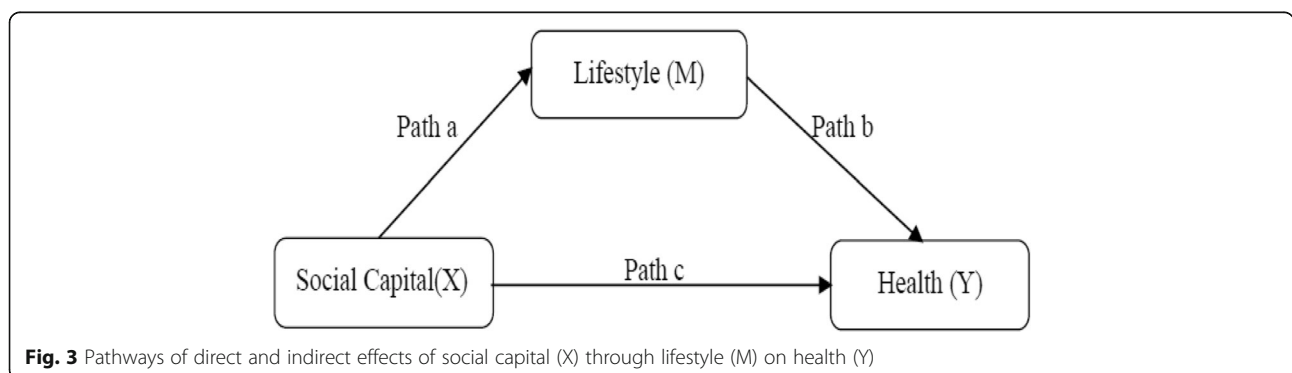 Lifestyle (M)
Path a
Path b
Social Capital(X)
Path c
Health (Y)
Fig. 3 Pathways of direct and indirect effects of social capital (X) through lifestyle (M) on health (Y)